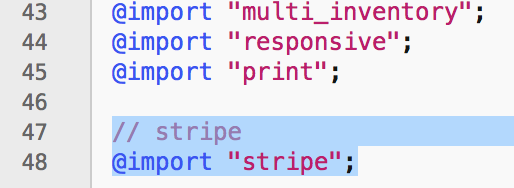 43 @import "multi_inventory";
44 @import "responsive";
45 @import "print";
46
47 // stripe
48 @import "stripe";